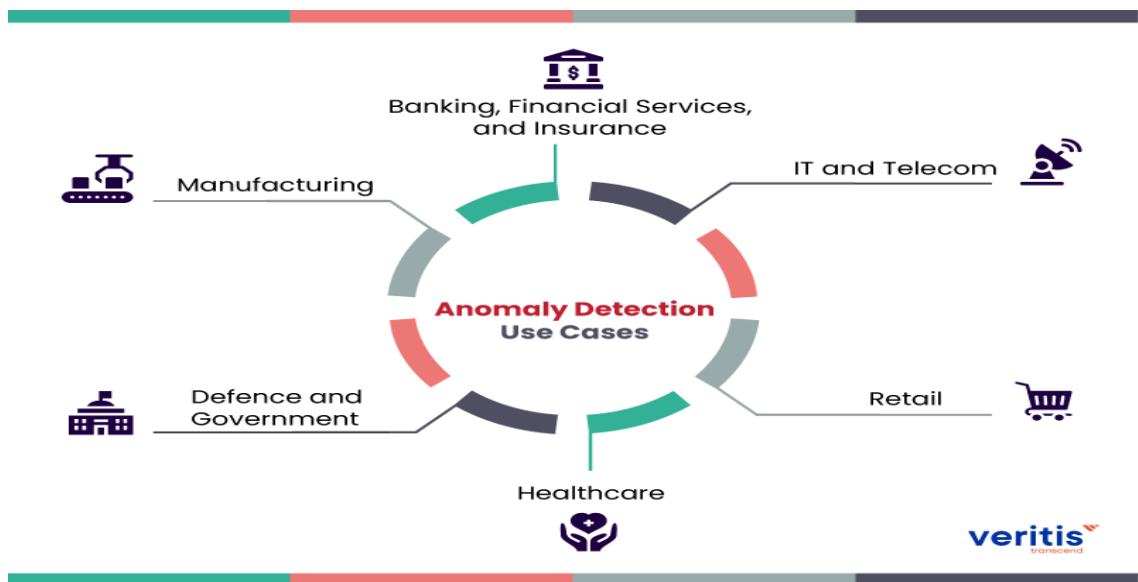 Banking, Financial Services,
and Insurance
IT and Telecom
Manufacturing
Anomaly Detection
Use Cases
Defence and
Government
Retail
Healthcare
veritis
transcend